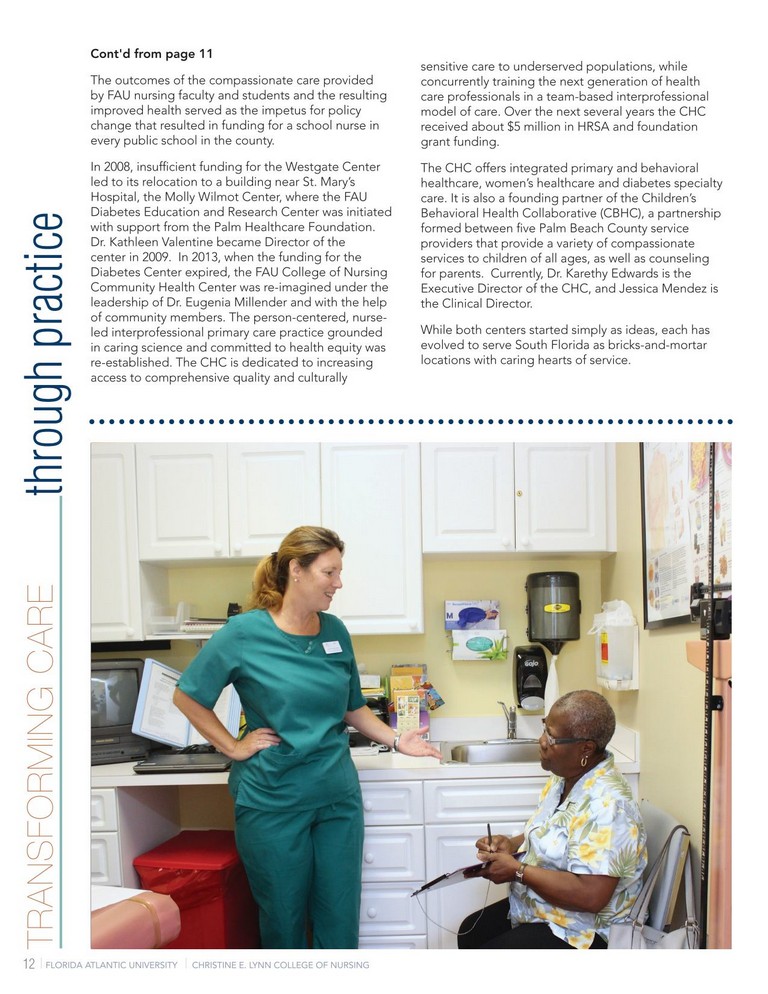 Cont'd from page 11
The outcomes of the compassionate care provided
by FAU nursing faculty and students and the resulting
improved health served as the impetus for policy
change that resulted in funding for a school nurse in
every public school in the county.
In 2008, insufficient funding for the Westgate Center
led to its relocation to a building near St. Mary's
Hospital, the Molly Wilmot Center, where the FAU
Diabetes Education and Research Center was initiated
with support from the Palm Healthcare Foundation.
Dr. Kathleen Valentine became Director of the
center in 2009.  In 2013, when the funding for the
Diabetes Center expired, the FAU College of Nursing
Community Health Center was re-imagined under the
leadership of Dr. Eugenia Millender and with the help
of community members. The person-centered, nurse-
led interprofessional primary care practice grounded
in caring science and committed to health equity was
re-established. The CHC is dedicated to increasing
access to comprehensive quality and culturally
sensitive care to underserved populations, while
concurrently training the next generation of health
care professionals in a team-based interprofessional
model of care. Over the next several years the CHC
received about $5 million in HRSA and foundation
grant funding.
The CHC offers integrated primary and behavioral
healthcare, women's healthcare and diabetes specialty
care. It is also a founding partner of the Children's
Behavioral Health Collaborative (CBHC), a partnership
formed between five Palm Beach County service
providers that provide a variety of compassionate
services to children of all ages, as well as counseling
for parents.  Currently, Dr. Karethy Edwards is the
Executive Director of the CHC, and Jessica Mendez is
the Clinical Director.
While both centers started simply as ideas, each has
evolved to serve South Florida as bricks-and-mortar
locations with caring hearts of service.
TRANSFORMING CARE through practice
M
GOJO
12 | FLORIDA ATLANTIC UNIVERSITY | CHRISTINE E. LYNN COLLEGE OF NURSING